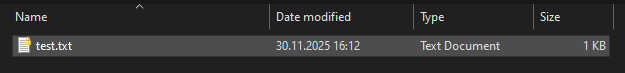 Name Date modified Type Size
test.txt 30.11.2025 16:12 Text Document 1 KB